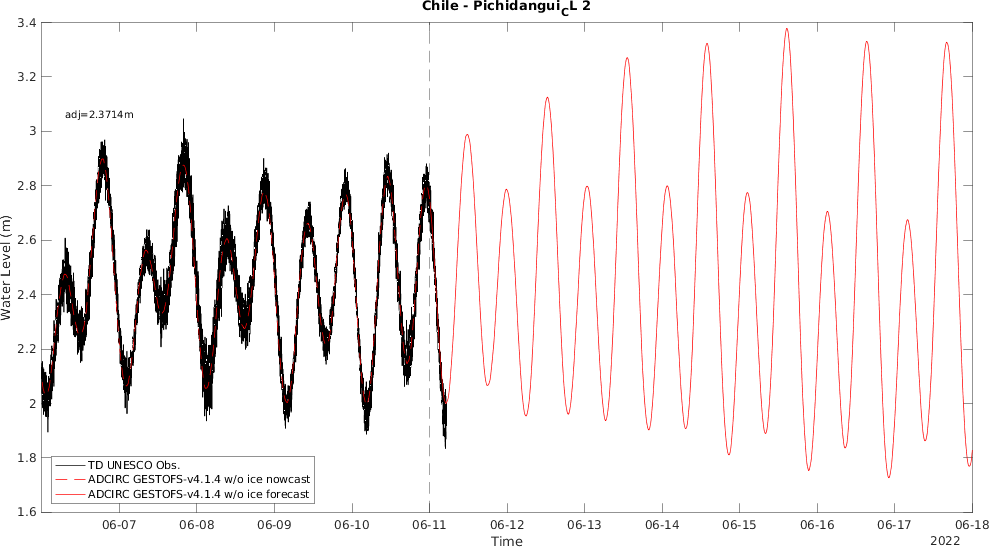 Chile - PichidanguiCL 2
3.4
3.2
3
2.8
2.6
2.4
2.2
2
1.8
1.6
Water Level (m)
adj=2.3714m
TD UNESCO Obs.
ADCIRC GESTOFS-v4.1.4 w/o ice nowcast
ADCIRC GESTOFS-v4.1.4 w/o ice forecast
06-07 06-08 06-09 06-10 06-11 06-12 06-13 06-14 06-15 06-16 06-17 06-18
Time
2022